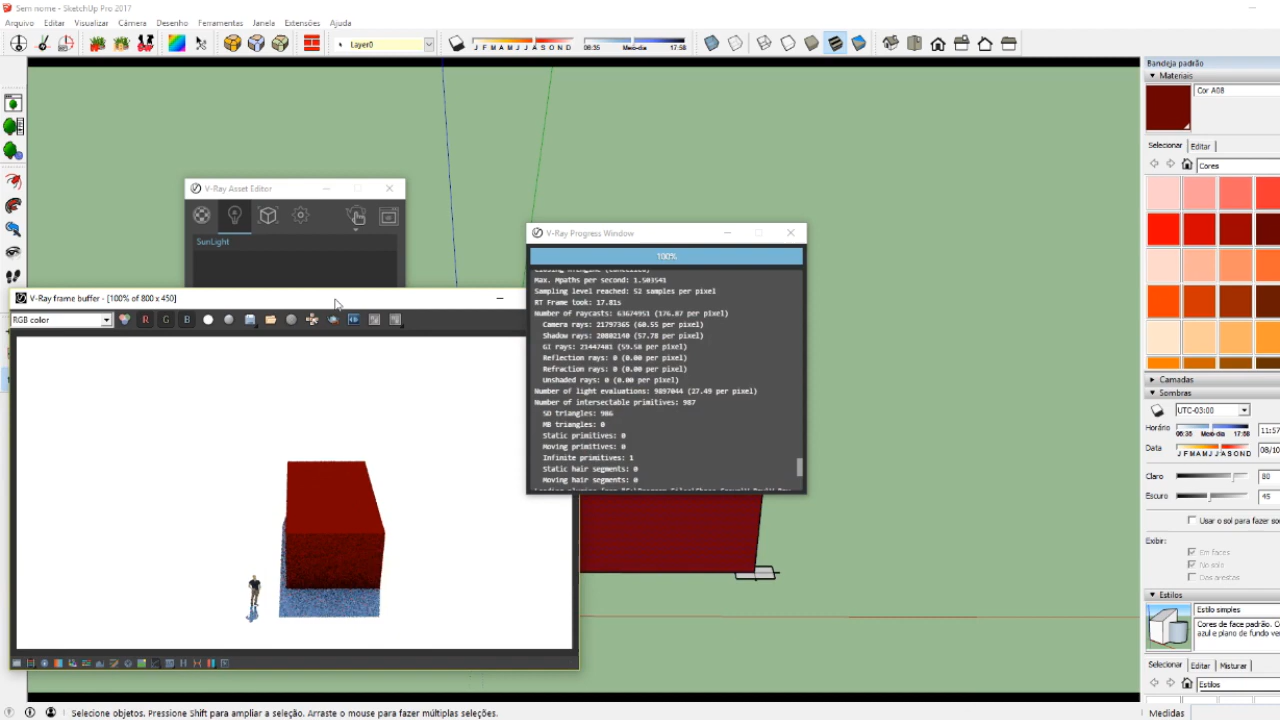 Sem nome - SketchUp Pro 2017
Arquivo Editar Visualizar Câmera Desenho Ferramentas Janela Extensões Ajuda
Layer0
J F M A M J J A S O N D
06:35 Meio-dia 17:58
Bandeja padrão
Materiais
Cor A08
Selecionar Editar
Cores
V-Ray Asset Editor
SunLight
V-Ray Progress Window
100%
Max. Mpaths per second: 1.503541
Sampling level reached: 52 samples per pixel
RT Frame took: 17.81s
Number of raycasts: 63674951 (176.87 per pixel)
Camera rays: 21797365 (60.55 per pixel)
Shadow rays: 20802140 (57.78 per pixel)
GI rays: 21447481 (59.58 per pixel)
Reflection rays: 0 (0.00 per pixel)
Refraction rays: 0 (0.00 per pixel)
Unshaded rays: 0 (0.00 per pixel)
Number of light evaluations: 9897044 (27.49 per pixel)
Number of intersectable primitives: 987
SD triangles: 986
MB triangles: 0
Static primitives: 0
Moving primitives: 0
Infinite primitives: 1
Static hair segments: 0
Moving hair segments: 0
V-Ray frame buffer - [100% of 800 x 450]
RGB color
R G B
Camadas
Sombras
UTC-03:00
Horário 06:35 Meio-dia 17:58 11:57
Data J F M A M J J A S O N D 08/10
Claro 80
Escuro 45
Usar o sol para fazer so
Exibir:
Em faces
No solo
Das arestas
Estilos
Estilo simples
Cores de face padrão. C
azul e plano de fundo ve
Selecionar Editar Misturar
Estilos
Selecione objetos. Pressione Shift para ampliar a seleção. Arraste o mouse para fazer múltiplas seleções.
Medidas